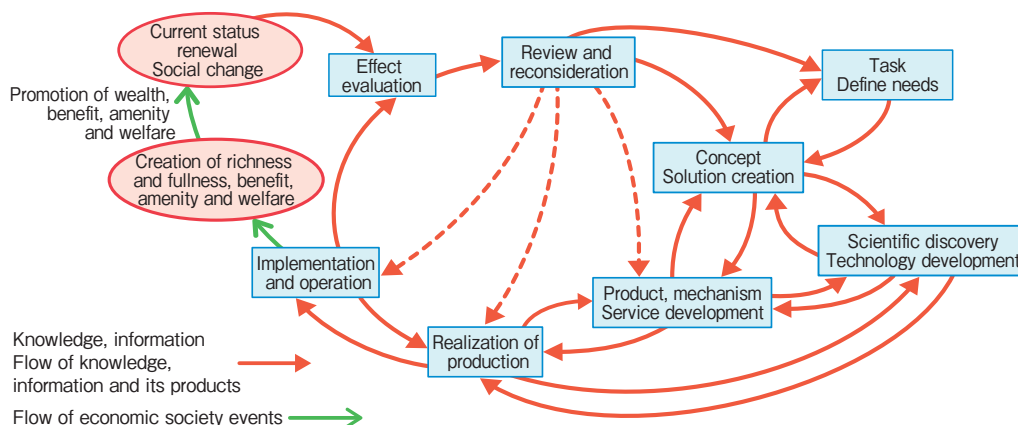 Current status
renewal
Social change
Effect
evaluation
Review and
reconsideration
Task
Define needs
Promotion of wealth,
benefit, amenity
and welfare
Creation of richness
and fullness, benefit,
amenity and welfare
Concept
Solution creation
Scientific discovery
Technology development
Implementation
and operation
Product, mechanism
Service development
Realization of
production
Knowledge, information
Flow of knowledge,
information and its products
Flow of economic society events